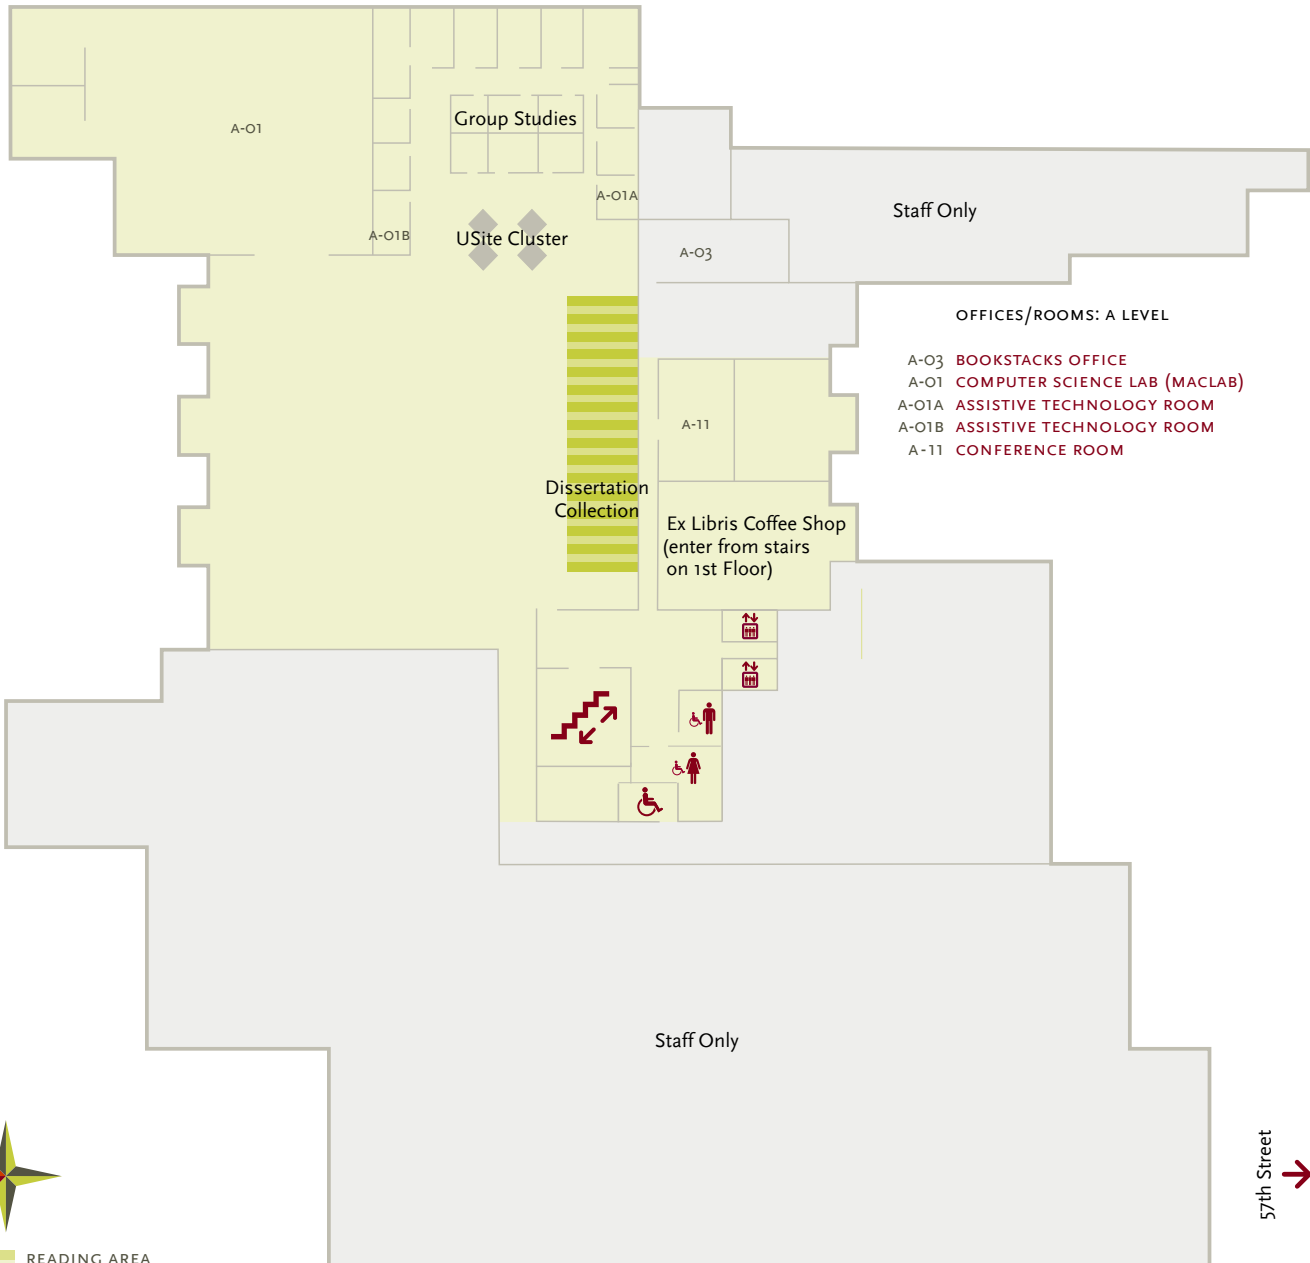 Group Studies
A-01
A-01A
Staff Only
A-01B
USite Cluster
A-03
OFFICES/ROOMS: A LEVEL
A-03 BOOKSTACKS OFFICE
A-01 COMPUTER SCIENCE LAB (MACLAB)
A-01A ASSISTIVE TECHNOLOGY ROOM
A-01B ASSISTIVE TECHNOLOGY ROOM
A-11 CONFERENCE ROOM
A-11
Dissertation
Collection
Ex Libris Coffee Shop
(enter from stairs
on 1st Floor)
Staff Only
57th Street
READING AREA